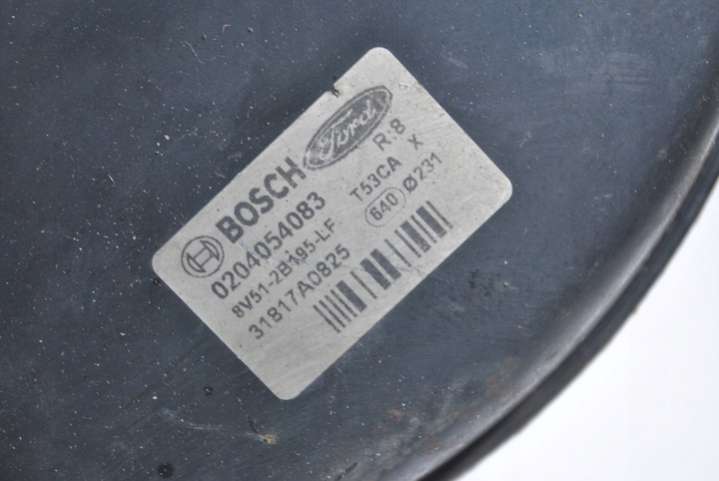 BOSCH Ford
0204054083 R:8
8V51-2B195-LF T53CA X
31817A0825 640 Ø231